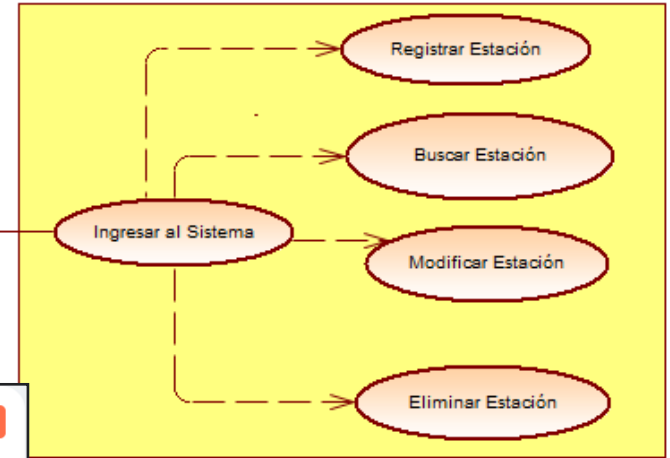 Registrar Estación
Buscar Estación
Ingresar al Sistema
Modificar Estación
Eliminar Estación